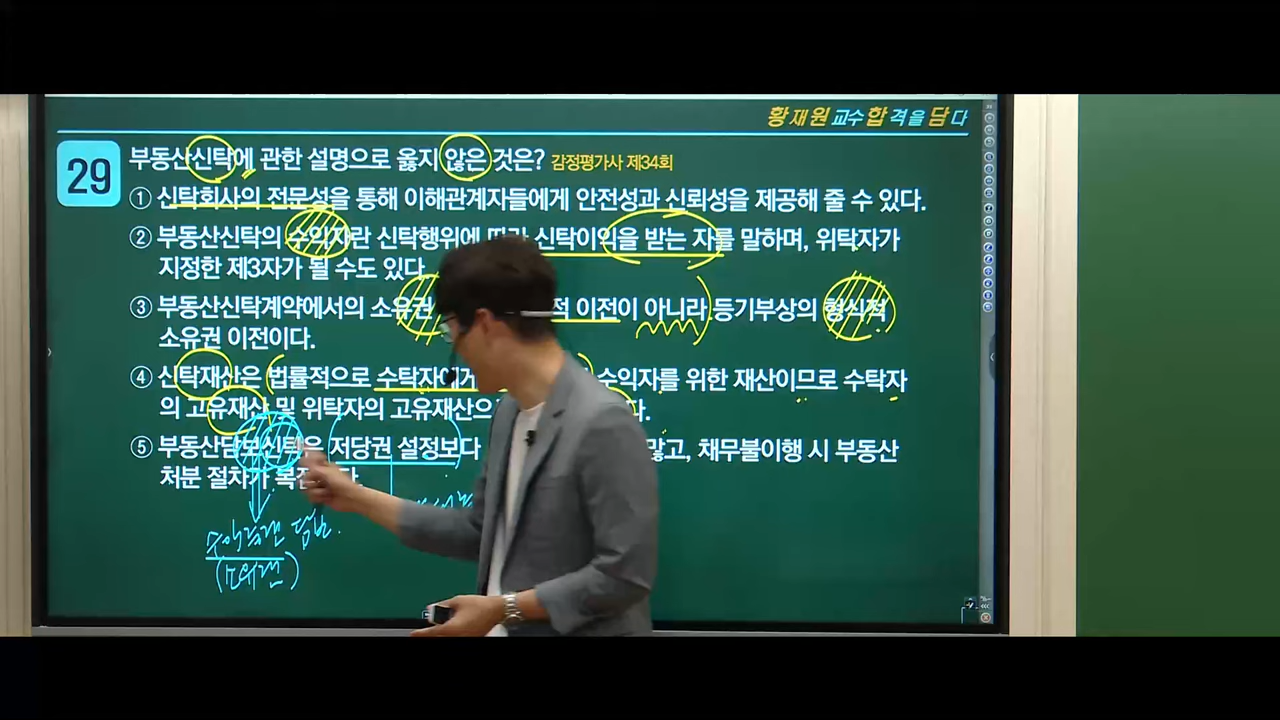 황재원 교수 합격을 담다
29 부동산신탁에 관한 설명으로 옳지 않은 것은? 감정평가사 제34회
① 신탁회사의 전문성을 통해 이해관계자들에게 안전성과 신뢰성을 제공해 줄 수 있다.
② 부동산신탁의 수익자란 신탁행위에 따라 신탁이익을 받는 자를 말하며, 위탁자가
지정한 제3자가 될 수도 있다.
③ 부동산신탁계약에서의 소유권 적 이전이 아니라 등기부상의 형식적
소유권 이전이다.
④ 신탁재산은 법률적으로 수탁자에게 수익자를 위한 재산이므로 수탁자
의 고유재산 및 위탁자의 고유재산으 다.
⑤ 부동산담보신탁은 저당권 설정보다 많고, 채무불이행 시 부동산
처분 절차가 복 다.
담보.